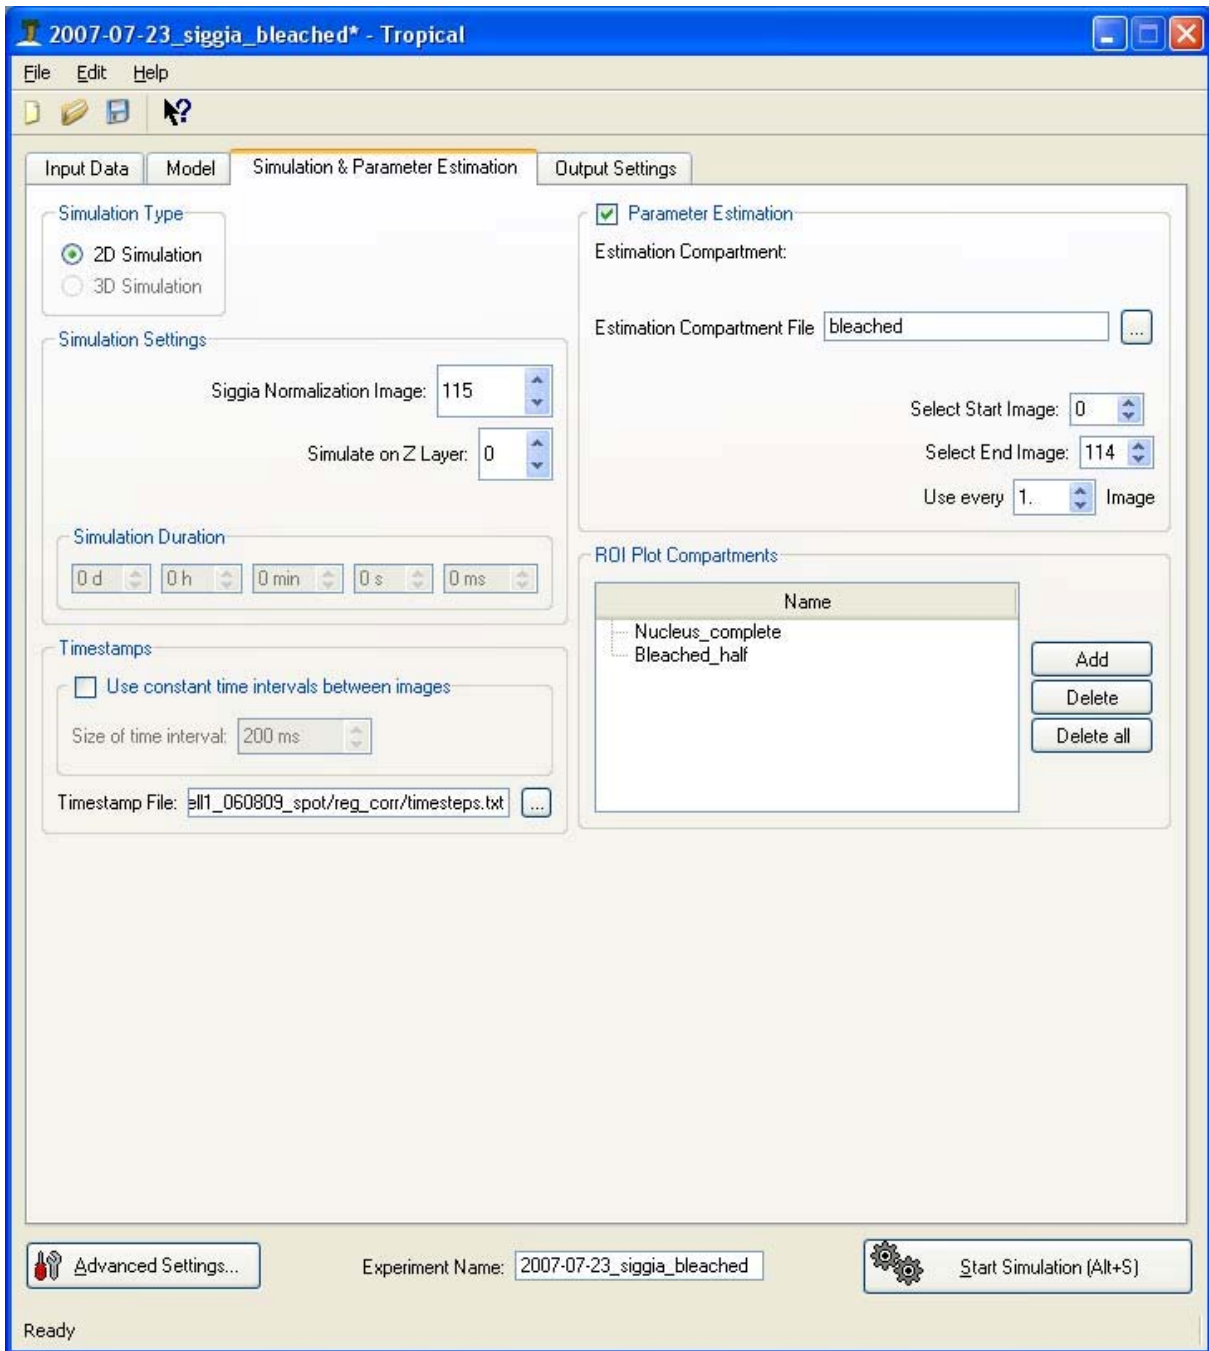 2007-07-23_siggia_bleached* - Tropical
File Edit Help
Input Data Model Simulation & Parameter Estimation Output Settings
Simulation Type
2D Simulation
3D Simulation
Simulation Settings
Siggia Normalization Image: 115
Simulate on Z Layer: 0
Simulation Duration
0 d 0 h 0 min 0 s 0 ms
Timestamps
Use constant time intervals between images
Size of time interval: 200 ms
Timestamp File: ell1_060809_spot/reg_corr/timesteps.txt ...
Parameter Estimation
Estimation Compartment:
Estimation Compartment File bleached ...
Select Start Image: 0
Select End Image: 114
Use every 1. Image
ROI Plot Compartments
Name
Nucleus_complete
Bleached_half
Add
Delete
Delete all
Advanced Settings... Experiment Name: 2007-07-23_siggia_bleached Start Simulation (Alt+S)
Ready